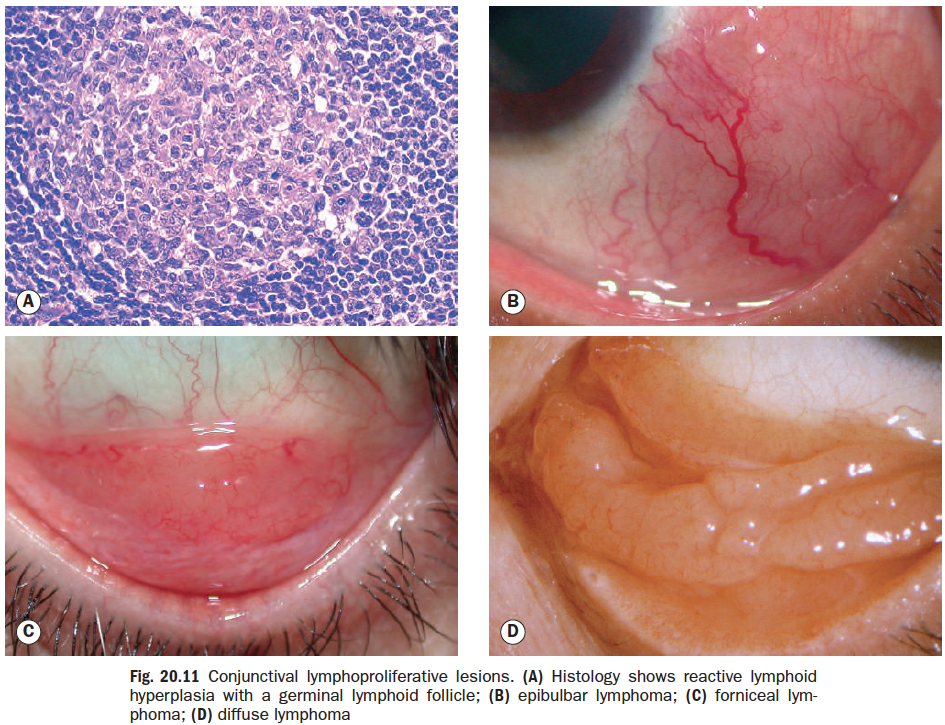 A
B
C
D
Fig. 20.11 Conjunctival lymphoproliferative lesions. (A) Histology shows reactive lymphoid
hyperplasia with a germinal lymphoid follicle; (B) epibulbar lymphoma; (C) forniceal lym-
phoma; (D) diffuse lymphoma